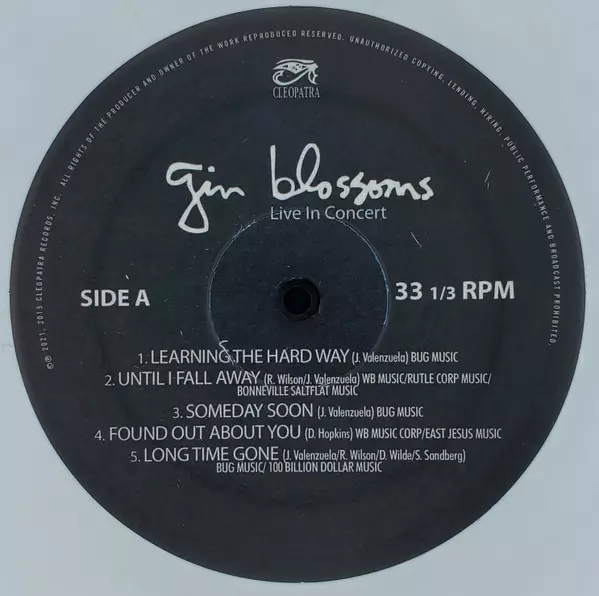 ℗© 2021, 2015 CLEOPATRA RECORDS, INC. ALL RIGHTS OF THE PRODUCER AND OWNER OF THE WORK REPRODUCED RESERVED. UNAUTHORIZED COPYING, LENDING, HIRING, PUBLIC PERFORMANCE AND BROADCAST PROHIBITED.
CLEOPATRA
gin blossoms
Live In Concert
SIDE A
33 1/3 RPM
1. LEARNING THE HARD WAY (J. Valenzuela) BUG MUSIC
2. UNTIL I FALL AWAY (R. Wilson/J. Valenzuela) WB MUSIC/RUTLE CORP MUSIC/
BONNEVILLE SALTFLAT MUSIC
3. SOMEDAY SOON (J. Valenzuela) BUG MUSIC
4. FOUND OUT ABOUT YOU (D. Hopkins) WB MUSIC CORP/EAST JESUS MUSIC
5. LONG TIME GONE (J. Valenzuela/R. Wilson/D. Wilde/S. Sandberg)
BUG MUSIC/ 100 BILLION DOLLAR MUSIC